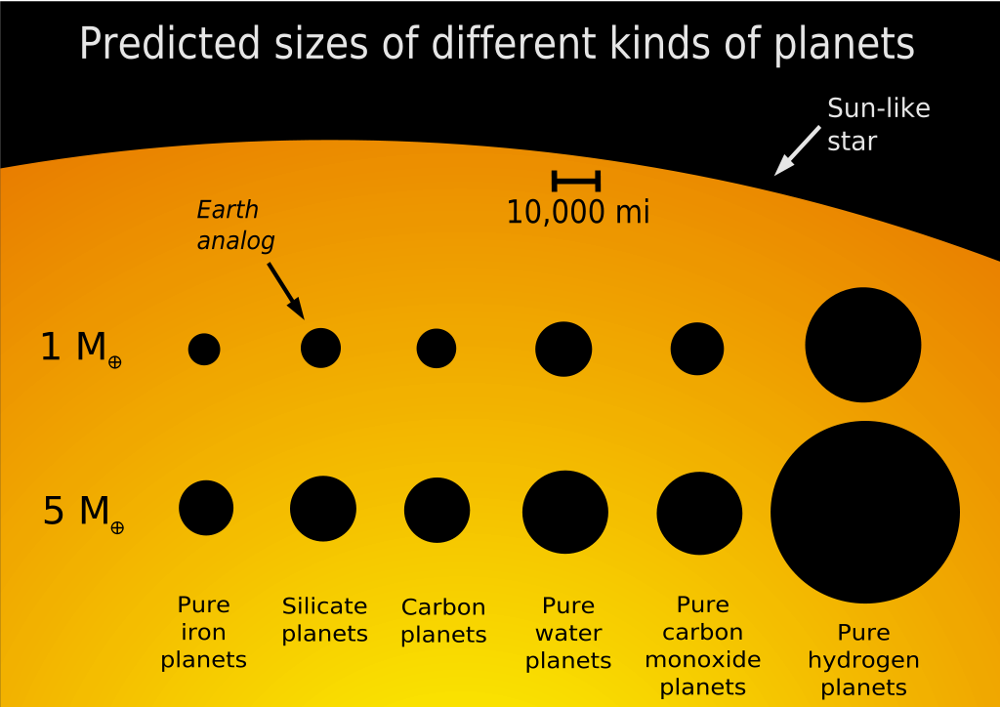 Predicted sizes of different kinds of planets
Sun-like
star
Earth
analog
10,000 mi
1 M⊕
5 M⊕
Pure
iron
planets
Silicate
planets
Carbon
planets
Pure
water
planets
Pure
carbon
monoxide
planets
Pure
hydrogen
planets